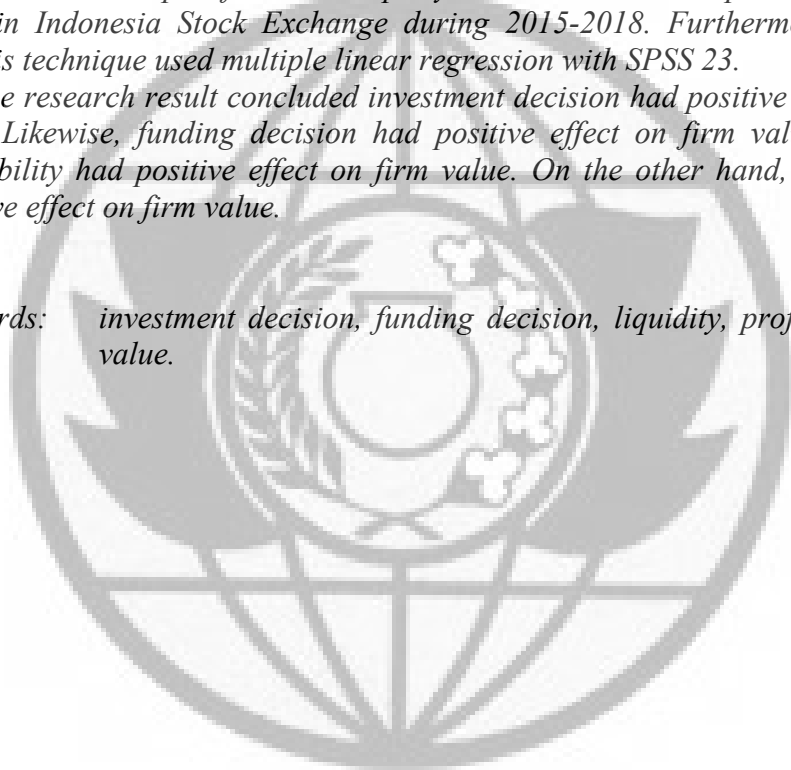 in Indonesia Stock Exchange during 2015-2018. Furtherm
is technique used multiple linear regression with SPSS 23.
e research result concluded investment decision had positive
Likewise, funding decision had positive effect on firm val
bility had positive effect on firm value. On the other hand,
ve effect on firm value.
rds: investment decision, funding decision, liquidity, prof
value.